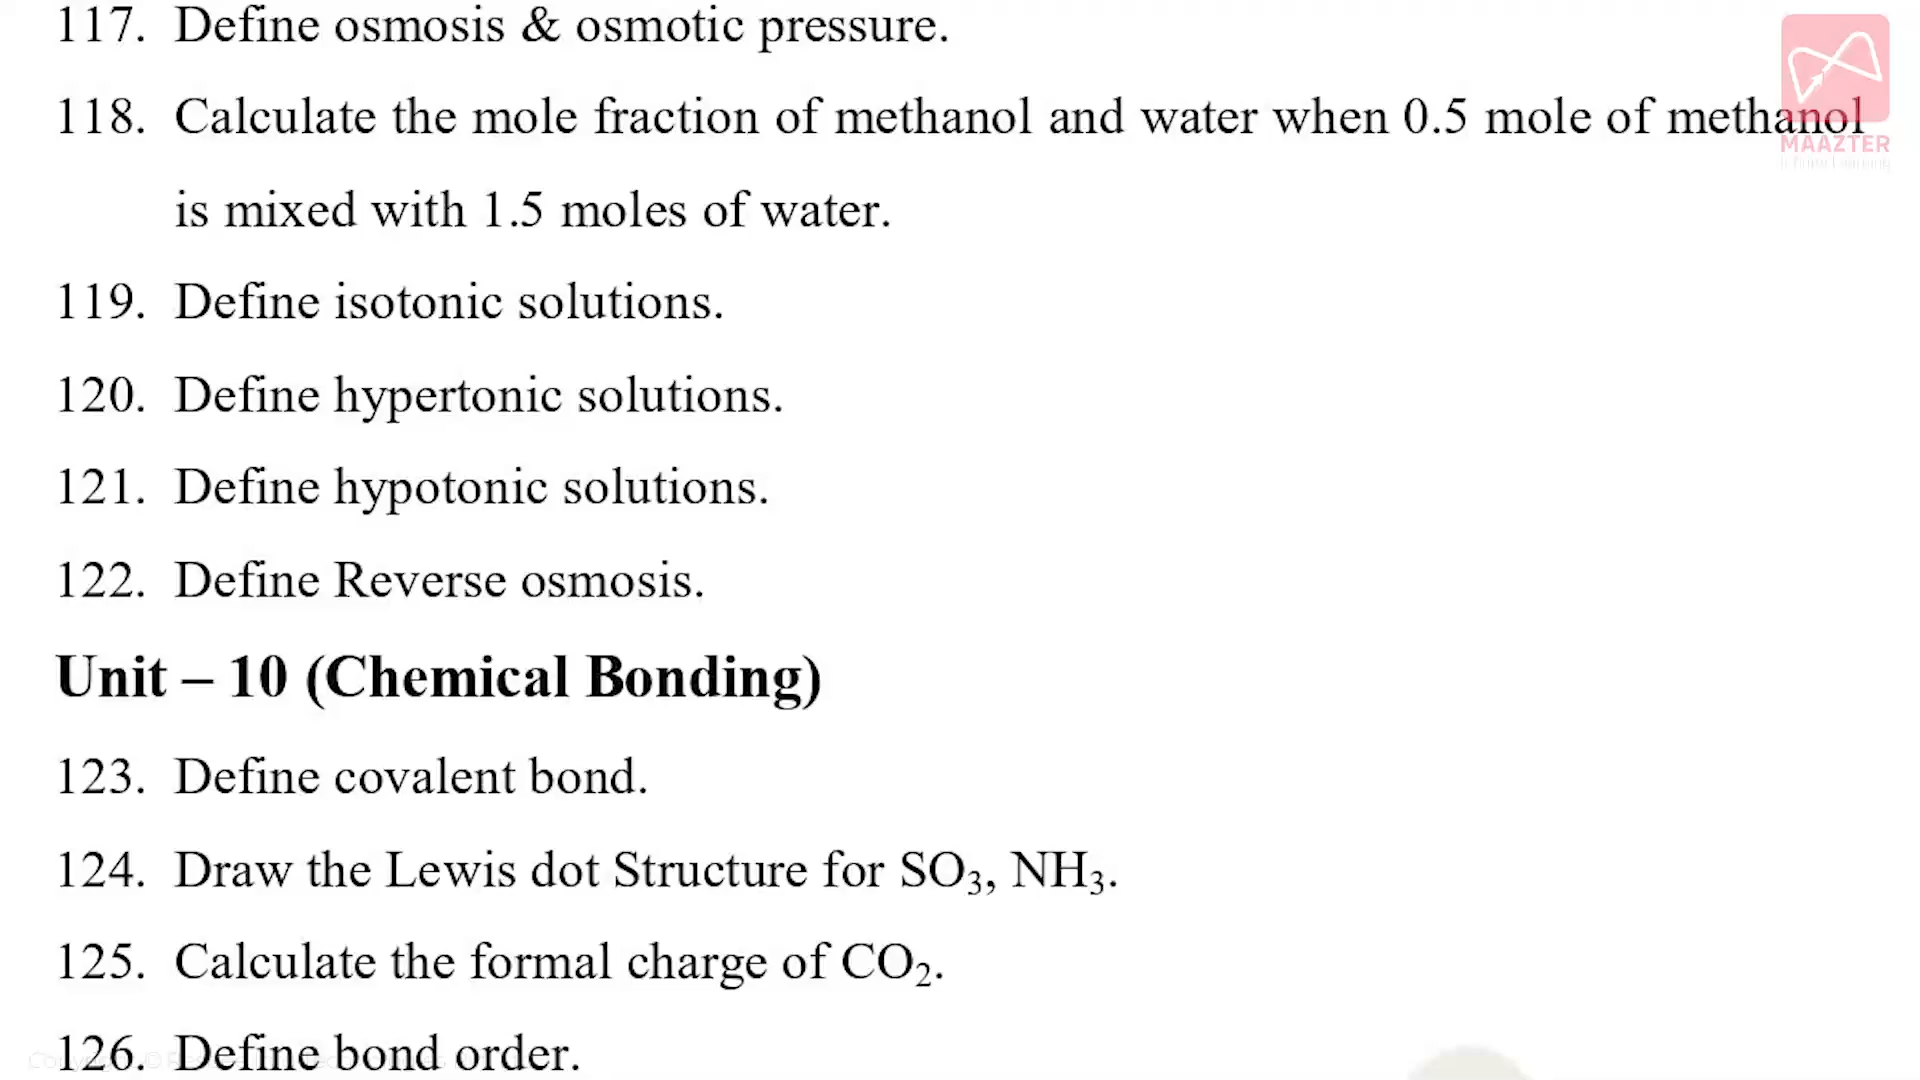 117. Define osmosis & osmotic pressure.
118. Calculate the mole fraction of methanol and water when 0.5 mole of methanol
is mixed with 1.5 moles of water.
119. Define isotonic solutions.
120. Define hypertonic solutions.
121. Define hypotonic solutions.
122. Define Reverse osmosis.
Unit – 10 (Chemical Bonding)
123. Define covalent bond.
124. Draw the Lewis dot Structure for SO₃, NH₃.
125. Calculate the formal charge of CO₂.
126. Define bond order.
MAAZTER